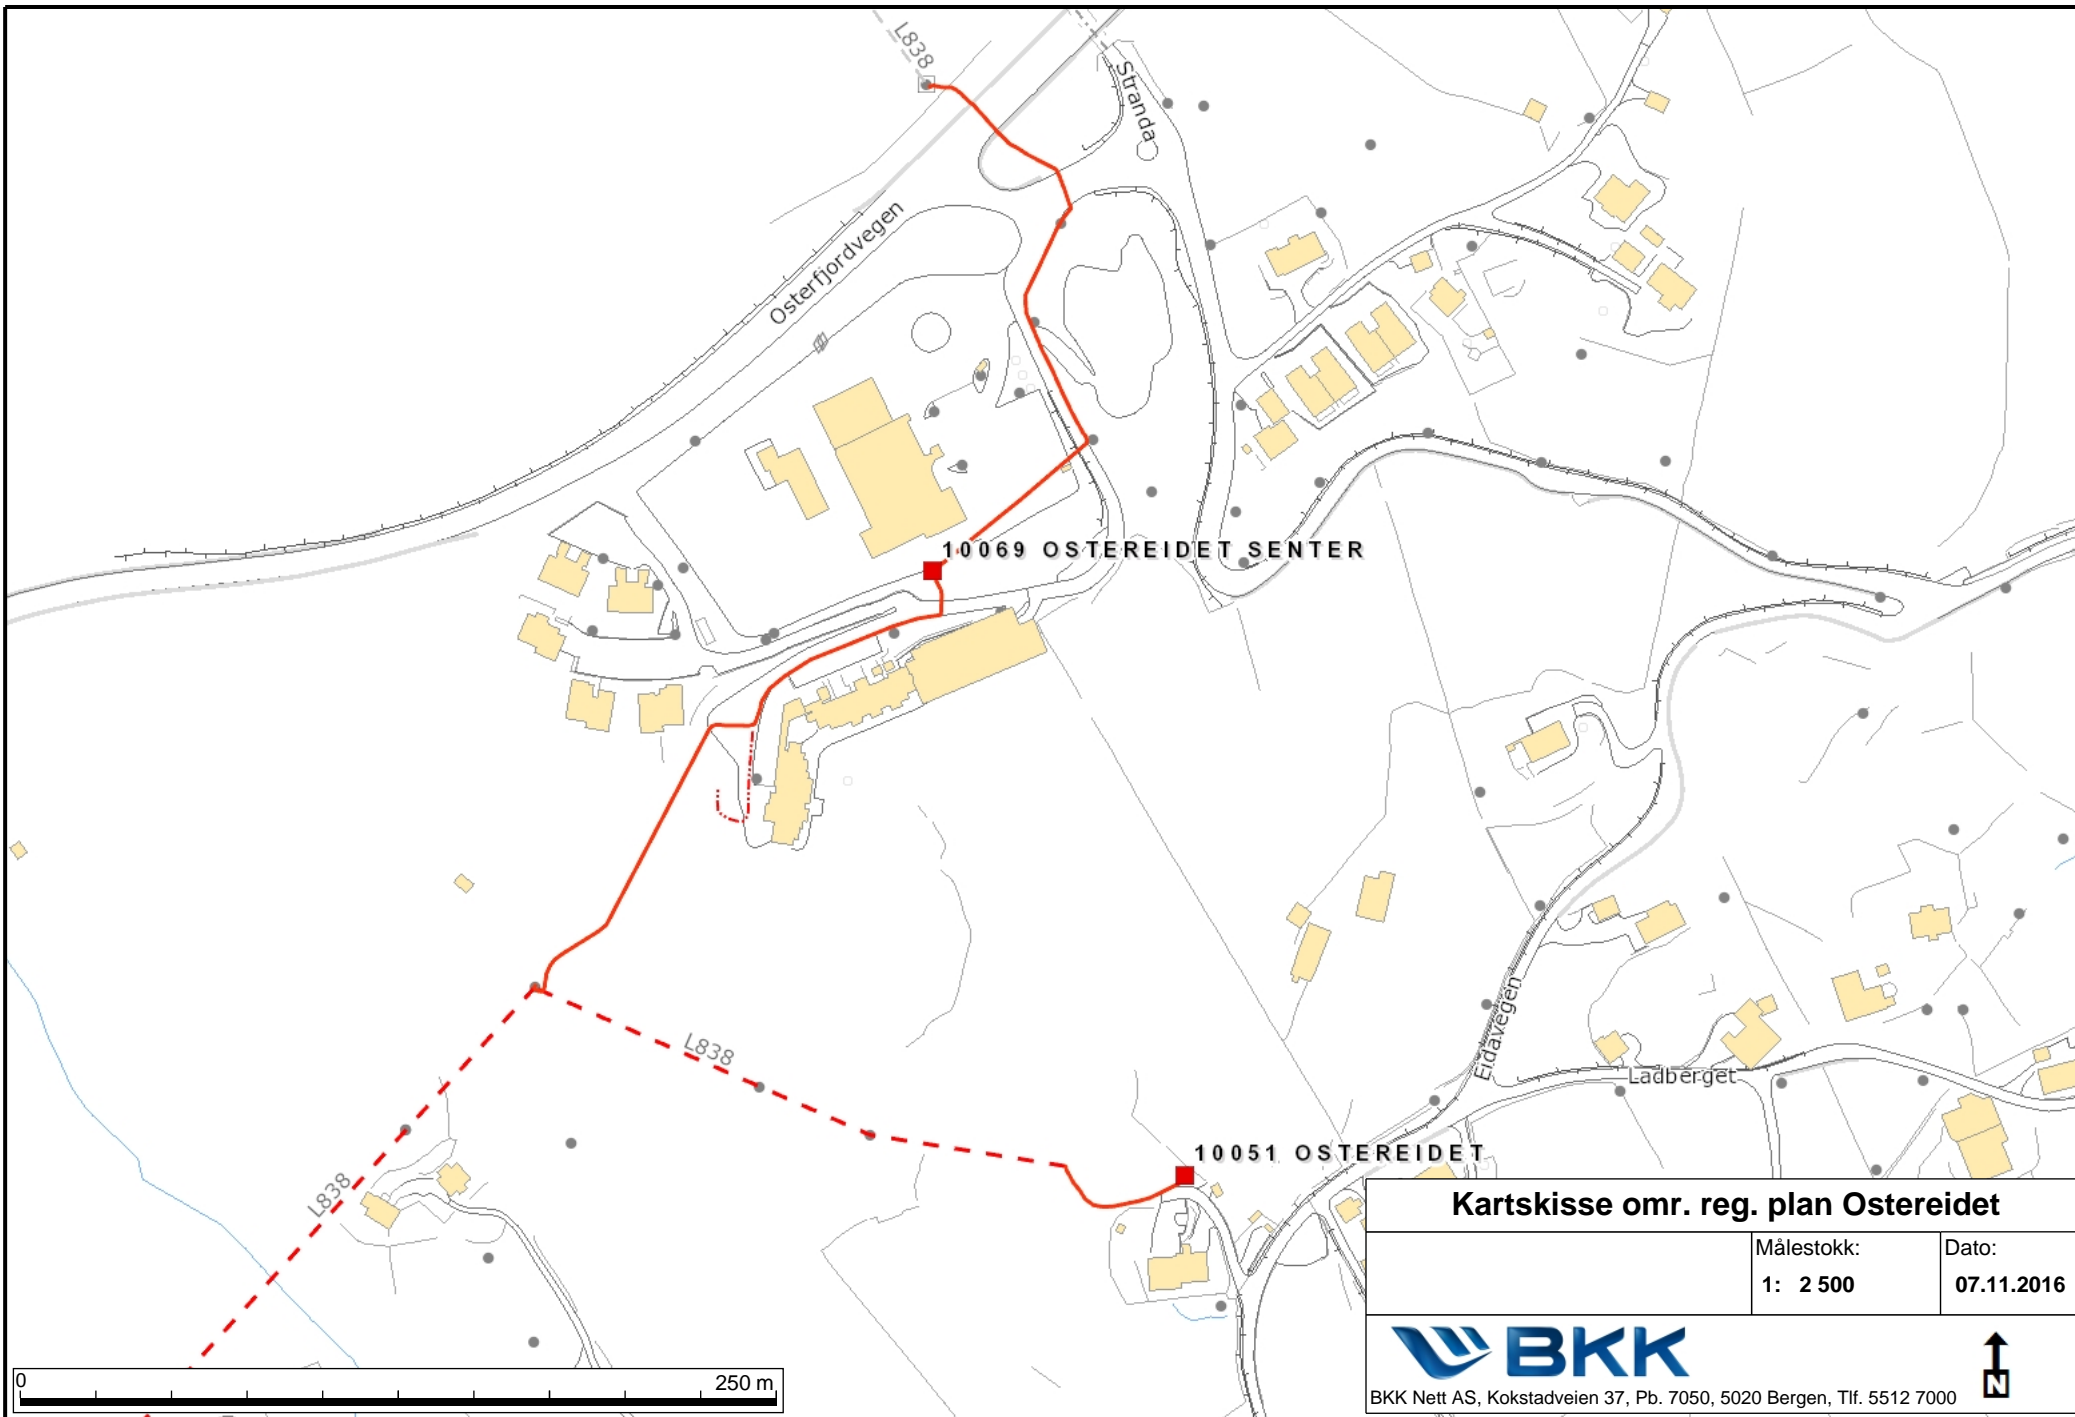 L838
Stranda
Osterfjordvegen
10069 OSTEREIDET SENTER
L838
Eidavegen
Ladberget
10051 OSTEREIDET
L838
Kartskisse omr. reg. plan Ostereidet
Målestokk:
1: 2 500
Dato:
07.11.2016
BKK
BKK Nett AS, Kokstadveien 37, Pb. 7050, 5020 Bergen, Tlf. 5512 7000
N
0
250 m